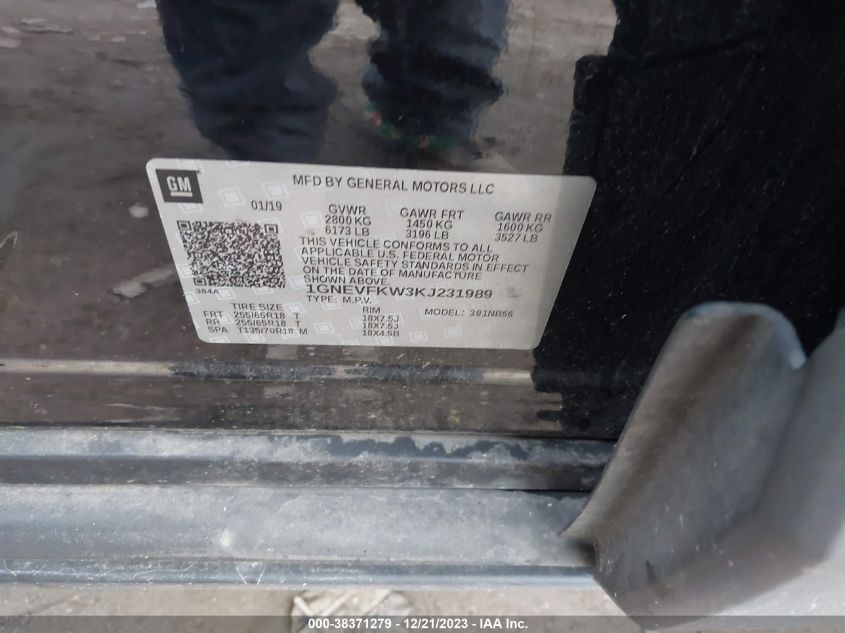 GM
MFD BY GENERAL MOTORS LLC
01/19
GVWR
2800 KG
6173 LB
GAWR FRT
1450 KG
3196 LB
GAWR RR
1600 KG
3527 LB
THIS VEHICLE CONFORMS TO ALL
APPLICABLE U.S. FEDERAL MOTOR
VEHICLE SAFETY STANDARDS IN EFFECT
ON THE DATE OF MANUFACTURE
SHOWN ABOVE.
384A
1GNEVFKW3KJ231989
TYPE: M.P.V.
MODEL: 391NB56
TIRE SIZE
RIM
FRT 255/65R18 T 18X7.5J
RR 255/65R18 T 18X7.5J
SPA T135/70R18 M 18X4.5B
000-38371279 - 12/21/2023 - IAA Inc.